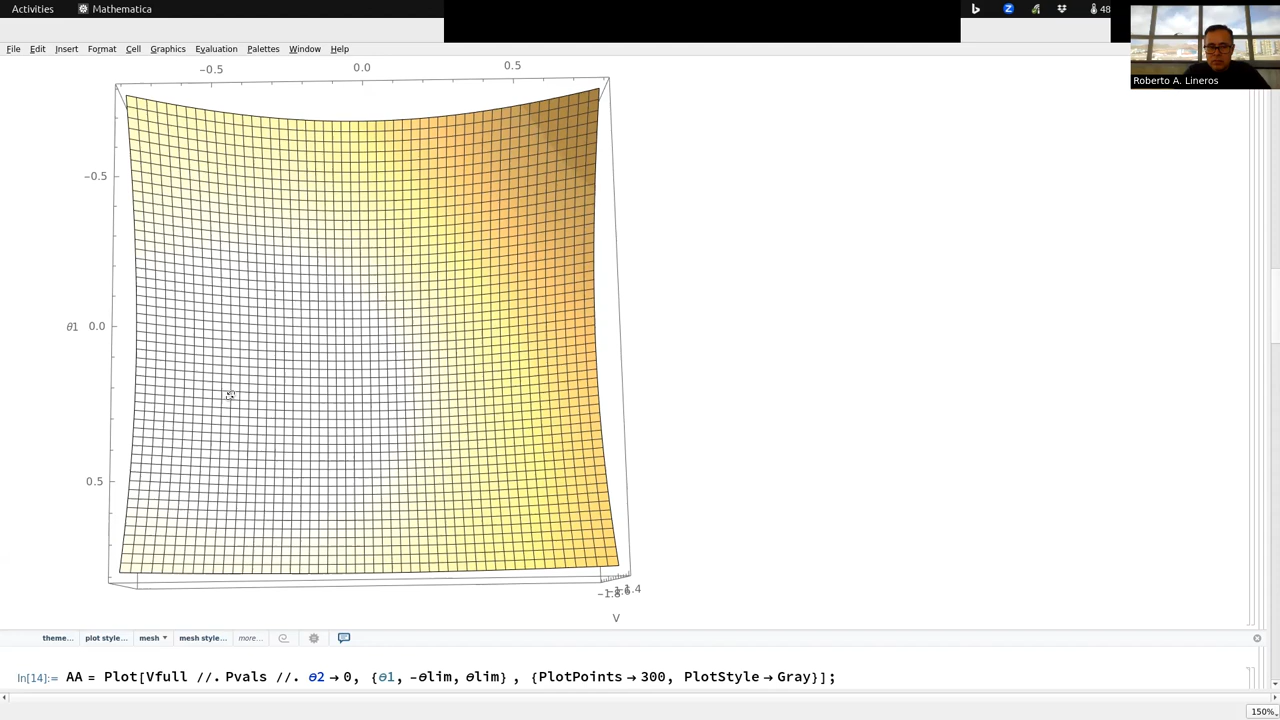 Activities Mathematica 48
Roberto A. Lineros
File Edit Insert Format Cell Graphics Evaluation Palettes Window Help
−0.5 0.0 0.5
−0.5
θ1 0.0
0.5
V
theme... plot style... mesh mesh style... more...
In[14]:= AA = Plot[Vfull //. Pvals //. θ2 → 0, {θ1, -θlim, θlim} , {PlotPoints → 300, PlotStyle → Gray}];
150%